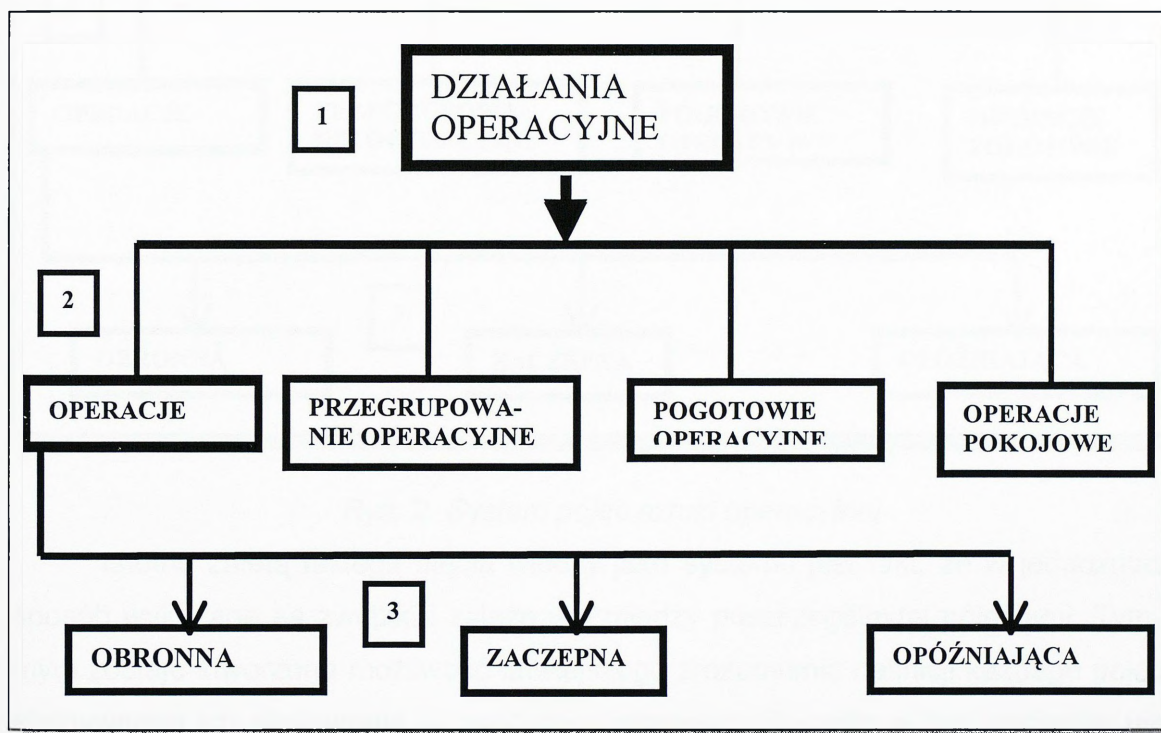 1
DZIAŁANIA
OPERACYJNE
2
OPERACJE
PRZEGRUPOWA-
NIE OPERACYJNE
POGOTOWIE
OPERACYJNE
OPERACJE
POKOJOWE
3
OBRONNA
ZACZEPNA
OPÓŹNIAJĄCA